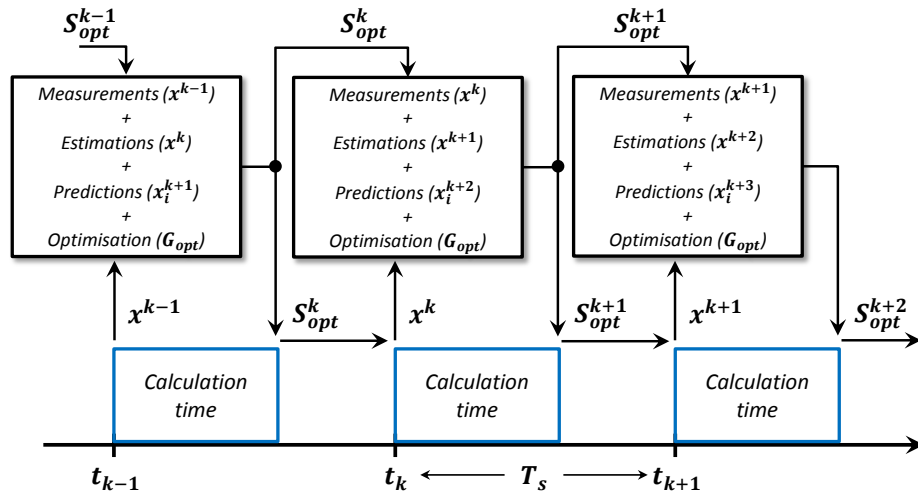 S_opt^{k-1} S_opt^k S_opt^{k+1}
Measurements (x^{k-1})
+
Estimations (x^k)
+
Predictions (x_i^{k+1})
+
Optimisation (G_opt)
Measurements (x^k)
+
Estimations (x^{k+1})
+
Predictions (x_i^{k+2})
+
Optimisation (G_opt)
Measurements (x^{k+1})
+
Estimations (x^{k+2})
+
Predictions (x_i^{k+3})
+
Optimisation (G_opt)
x^{k-1} S_opt^k x^k S_opt^{k+1} x^{k+1} S_opt^{k+2}
Calculation
time
Calculation
time
Calculation
time
t_{k-1} t_k T_s t_{k+1}